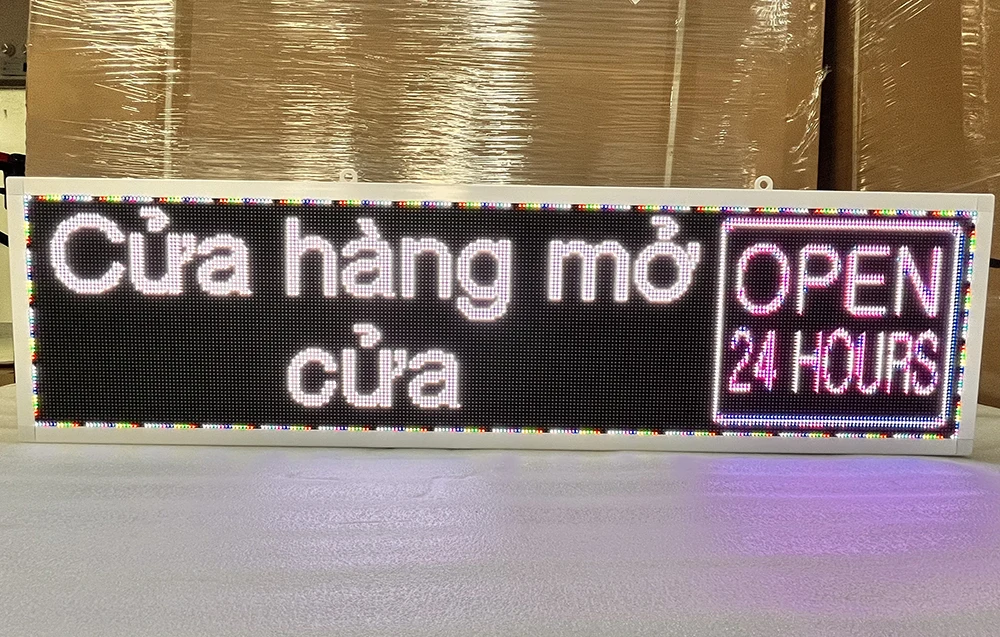 Cửa hàng mở
cửa
OPEN
24 HOURS